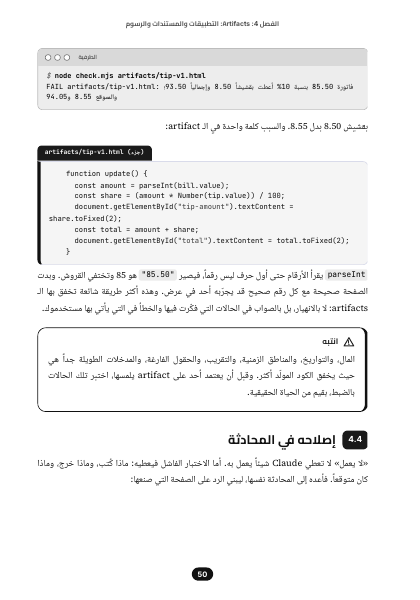 الفصل 4: Artifacts: التطبيقات والمستندات والرسوم
الطرفية
$ node check.mjs artifacts/tip-v1.html
FAIL artifacts/tip-v1.html: فاتورة 85.50 بنسبة 10% أعطت بقشيشاً 8.50 وإجمالياً 93.50؛
والمتوقع 8.55 و94.05
بقشيش 8.50 بدل 8.55. والسبب كلمة واحدة في الـ artifact:
artifacts/tip-v1.html (جزء)
function update() {
const amount = parseInt(bill.value);
const share = (amount * Number(tip.value)) / 100;
document.getElementById("tip-amount").textContent =
share.toFixed(2);
const total = amount + share;
document.getElementById("total").textContent = total.toFixed(2);
}
parseInt يقرأ الأرقام حتى أول حرف ليس رقماً، فيصير "85.50" هو 85 وتختفي القروش. وبدت
الصفحة صحيحة مع كل رقم صحيح قد يجرّبه أحد في عرض. وهذه أكثر طريقة شائعة تخفق بها الـ
artifacts: لا بالانهيار، بل بالصواب في الحالات التي فكّرت فيها والخطأ في التي يأتي بها مستخدموك.
انتبه
المال، والتواريخ، والمناطق الزمنية، والتقريب، والحقول الفارغة، والمدخلات الطويلة جداً هي
حيث يخفق الكود المولّد أكثر. وقبل أن يعتمد أحد على artifact يلمسها، اختبر تلك الحالات
بالضبط، بقيم من الحياة الحقيقية.
4.4 إصلاحه في المحادثة
«لا يعمل» لا تعطي Claude شيئاً يعمل به. أما الاختبار الفاشل فيعطيه: ماذا كُتب، وماذا خرج، وماذا
كان متوقعاً. فأعده إلى المحادثة نفسها، ليبني الرد على الصفحة التي صنعها:
50